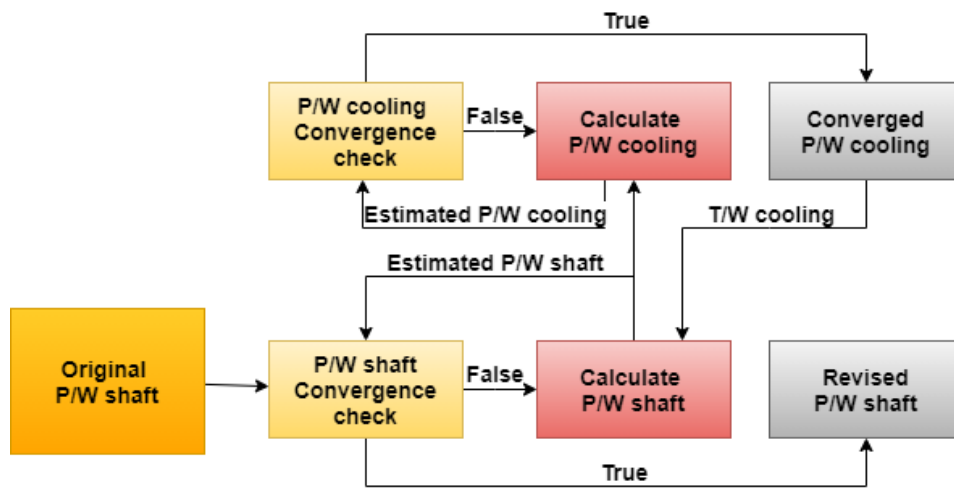 True
P/W cooling
Convergence
check
False
Calculate
P/W cooling
Converged
P/W cooling
Estimated P/W cooling
T/W cooling
Estimated P/W shaft
Original
P/W shaft
P/W shaft
Convergence
check
False
Calculate
P/W shaft
Revised
P/W shaft
True